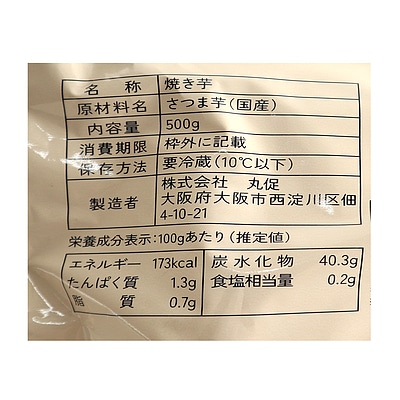 名称 焼き芋
原材料名 さつま芋(国産)
内容量 500g
消費期限 枠外に記載
保存方法 要冷蔵(10℃以下)
製造者 株式会社 丸促
大阪府大阪市西淀川区佃
4-10-21
栄養成分表示:100gあたり(推定値)
エネルギー 173kcal 炭水化物 40.3g
たんぱく質 1.3g 食塩相当量 0.2g
脂質 0.7g